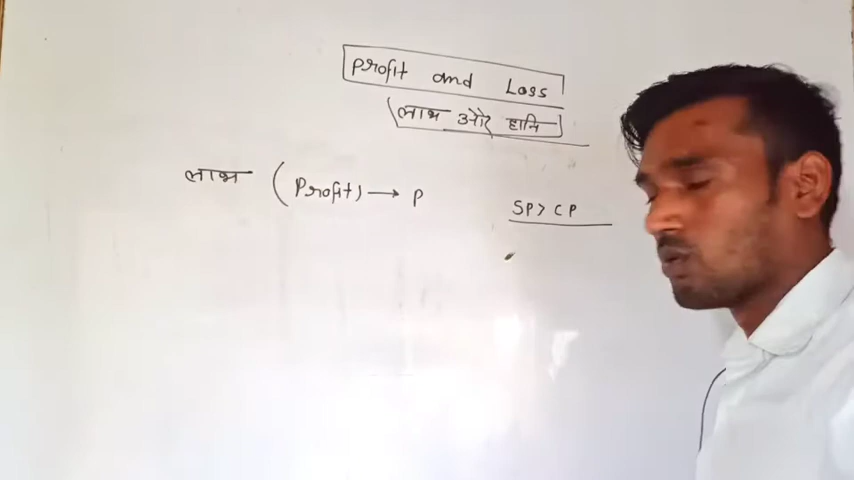 Profit and Loss
लाभ और हानि
लाभ (Profit) → P
SP > CP